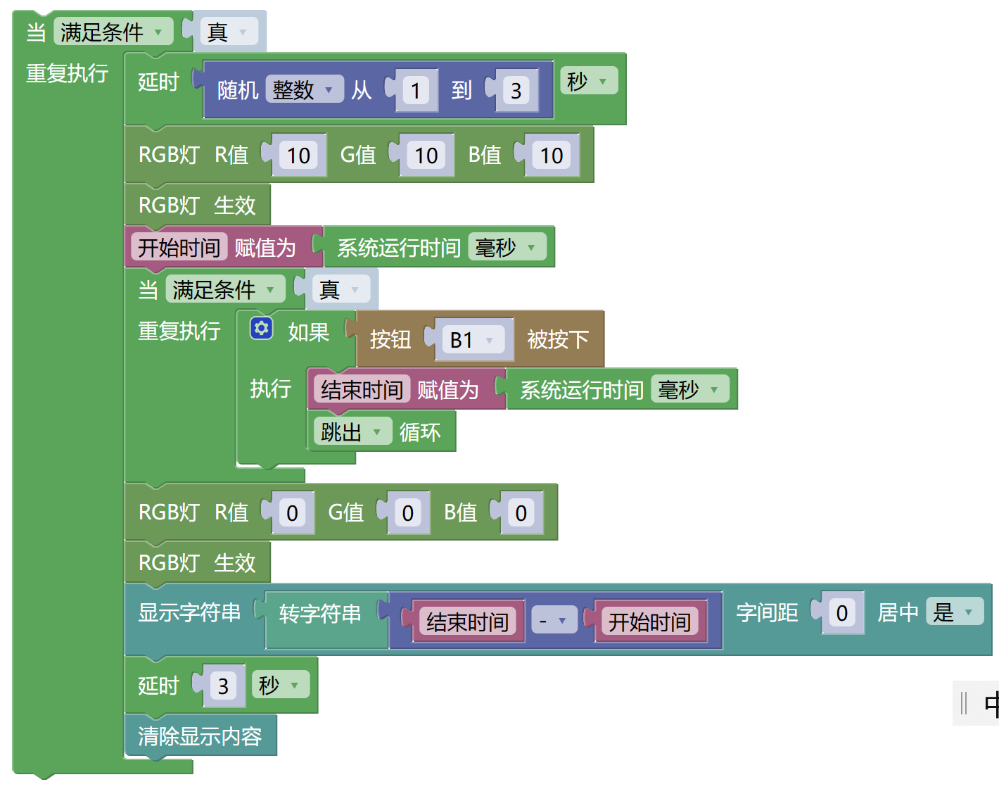 当 满足条件 真
重复执行
延时 随机 整数 从 1 到 3 秒
RGB灯 R值 10 G值 10 B值 10
RGB灯 生效
开始时间 赋值为 系统运行时间 毫秒
当 满足条件 真
重复执行 如果 按钮 B1 被按下
执行 结束时间 赋值为 系统运行时间 毫秒
跳出 循环
RGB灯 R值 0 G值 0 B值 0
RGB灯 生效
显示字符串 转字符串 结束时间 - 开始时间 字间距 0 居中 是
延时 3 秒
清除显示内容